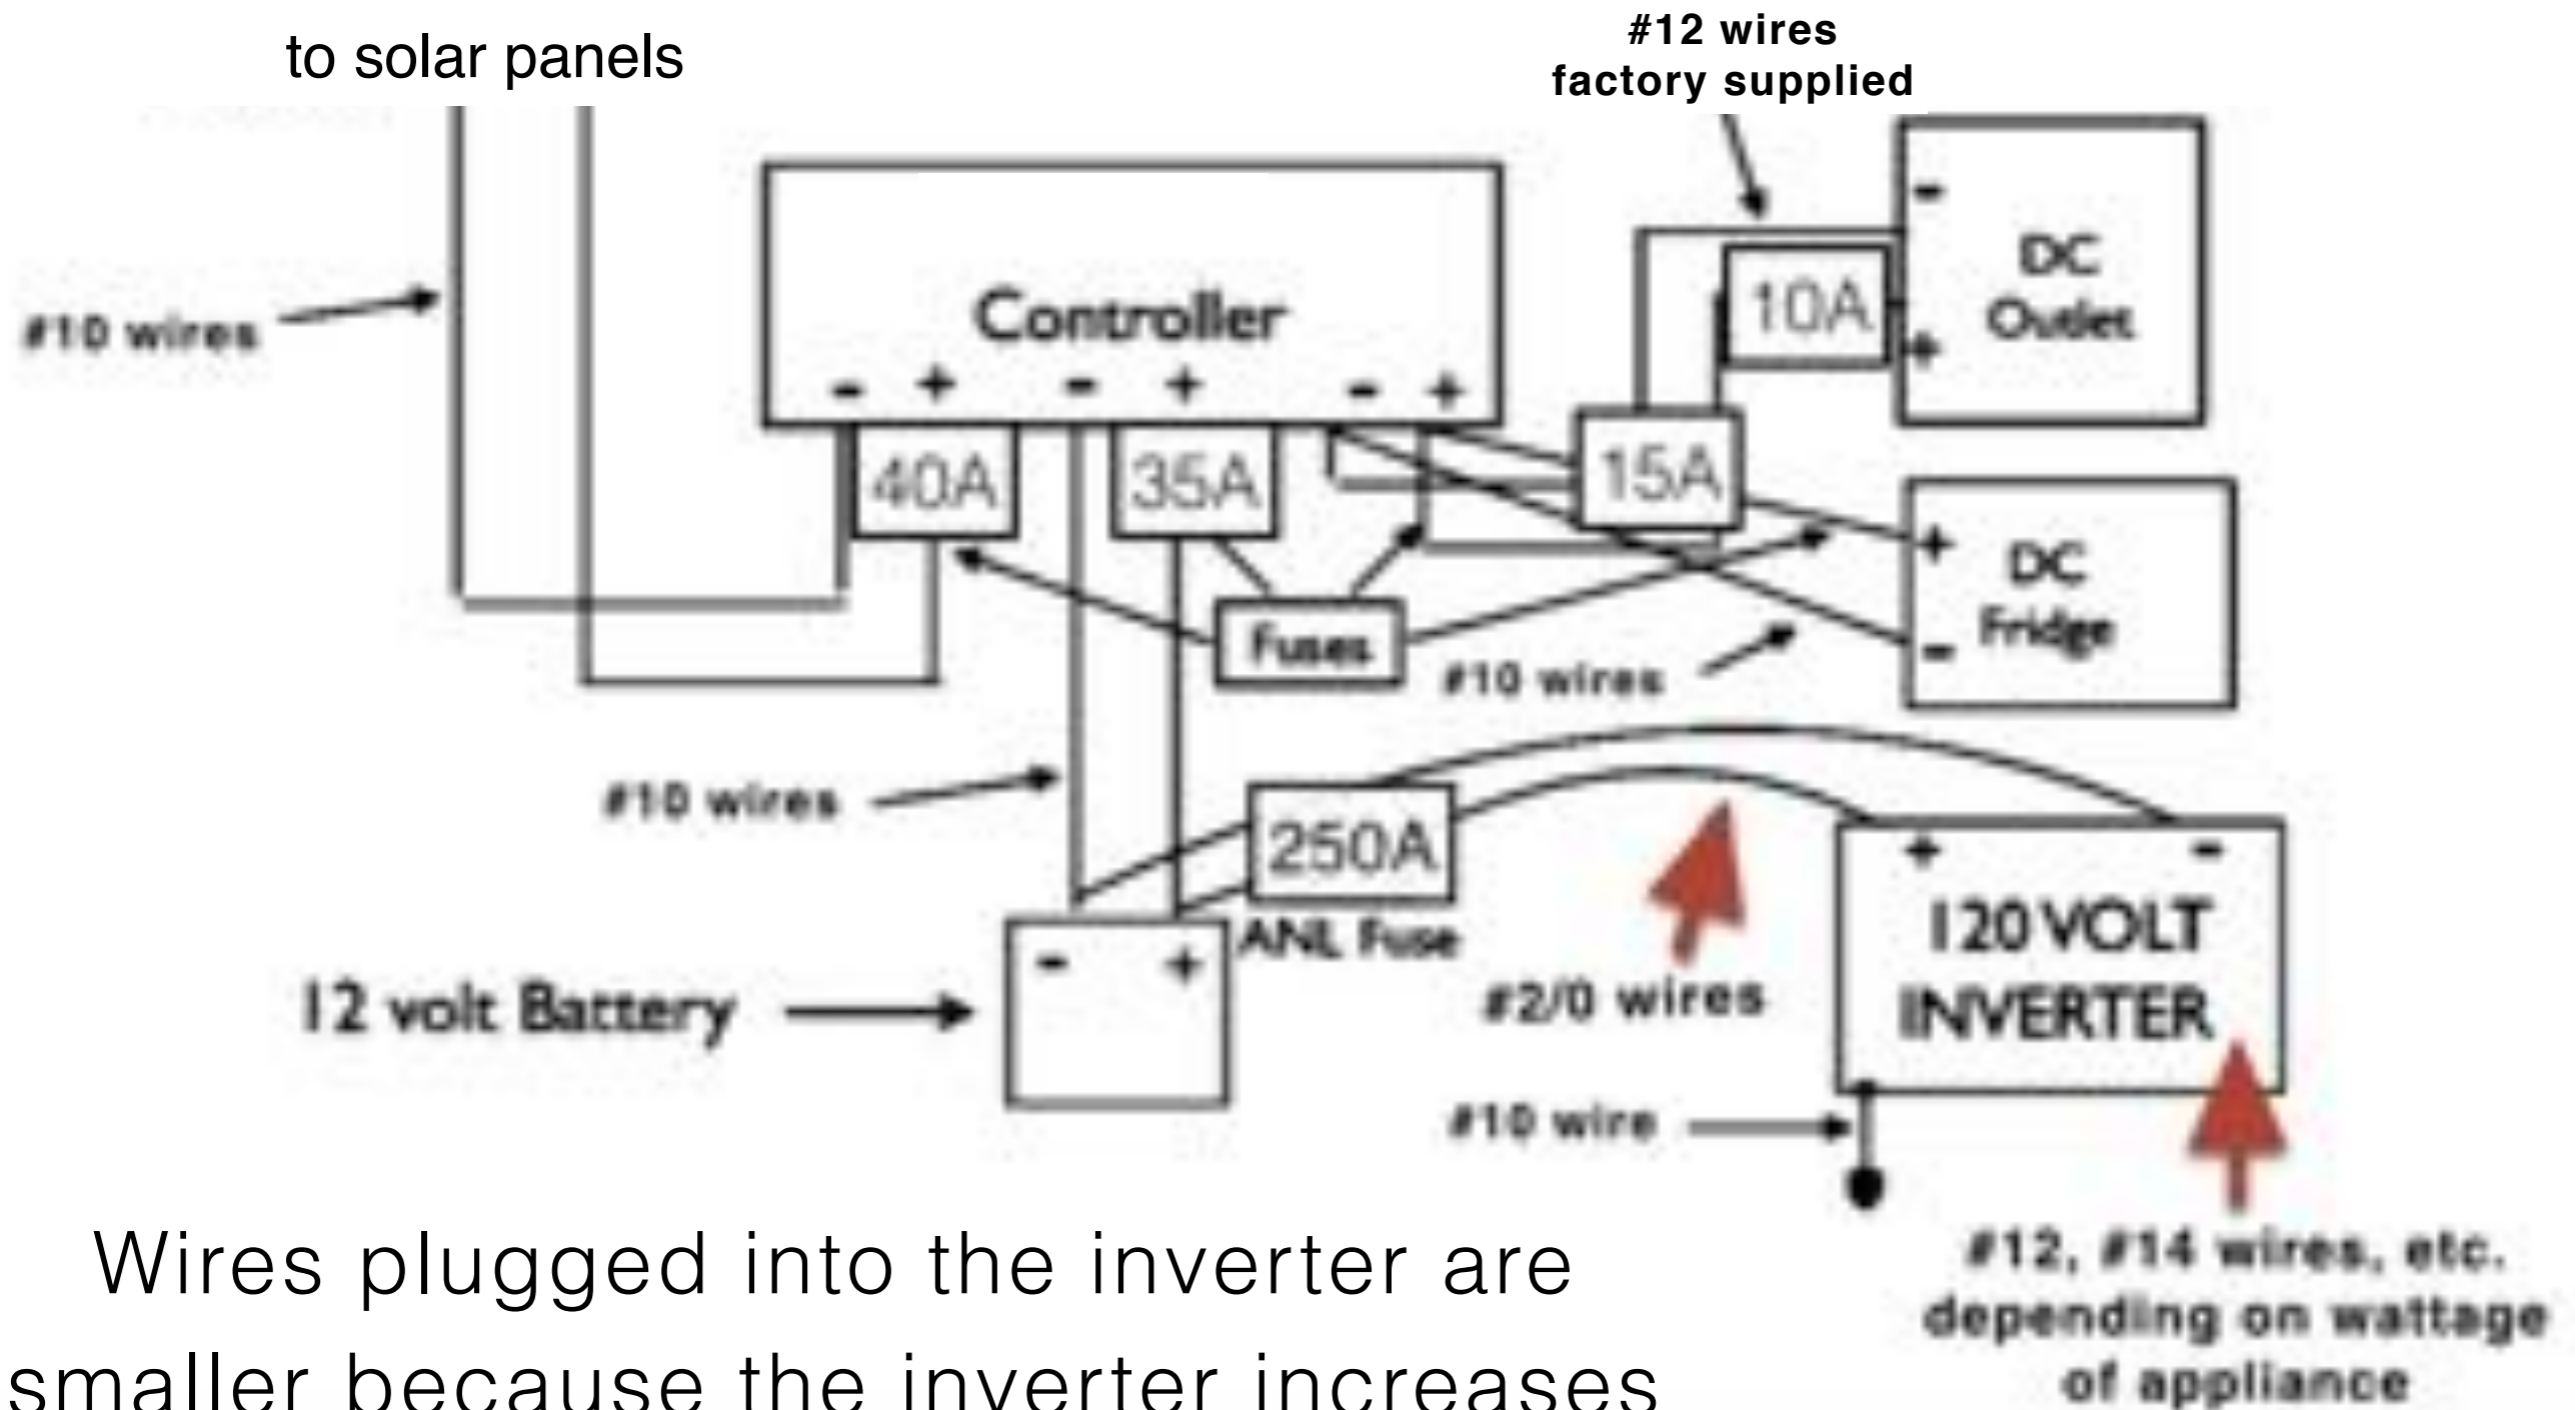 to solar panels
#12 wires
factory supplied
#10 wires
Controller
- + - + - +
40A
35A
15A
10A
-
DC
Outlet
+
Fuses
+
DC
Fridge
-
#10 wires
#10 wires
250A
ANL Fuse
+ -
120 VOLT
INVERTER
#2/0 wires
- +
12 volt Battery
#10 wire
#12, #14 wires, etc.
depending on wattage
of appliance
Wires plugged into the inverter are
smaller because the inverter increases